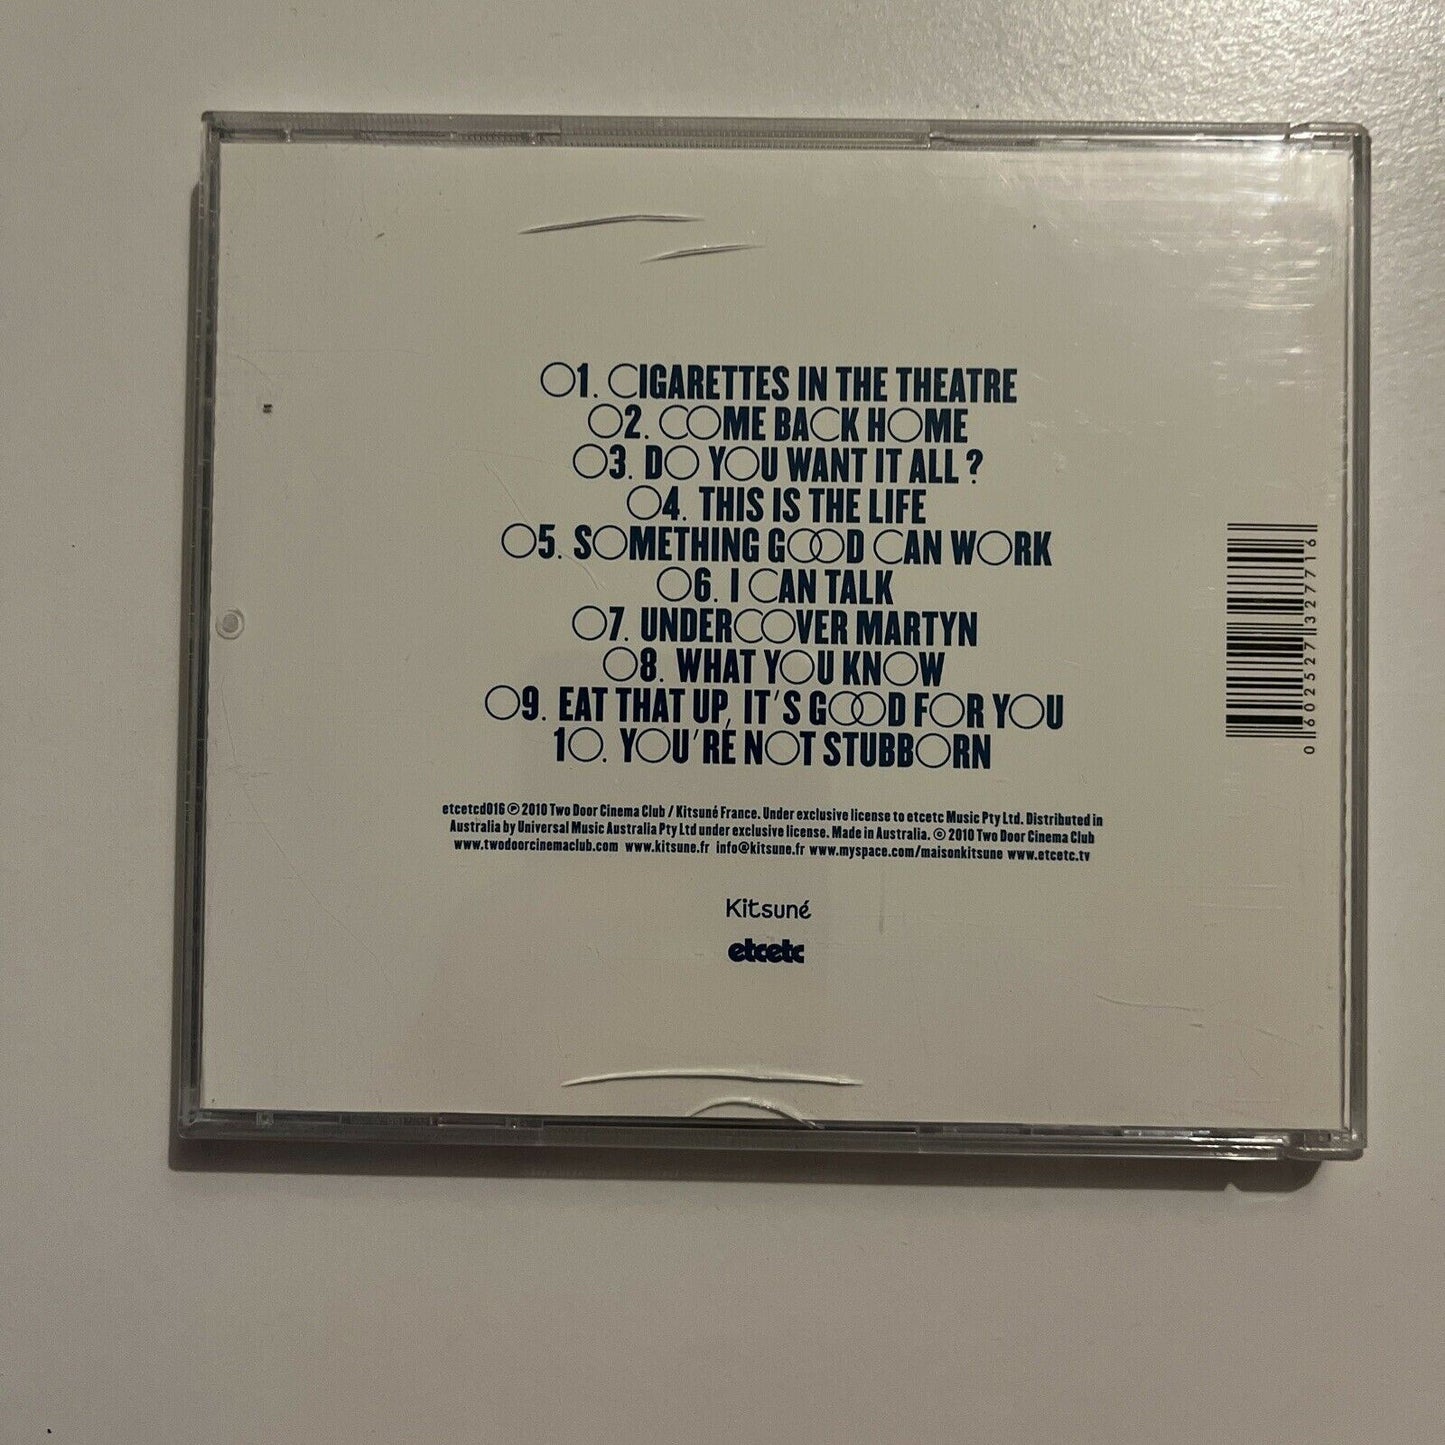 01. CIGARETTES IN THE THEATRE
02. COME BACK HOME
03. DO YOU WANT IT ALL ?
04. THIS IS THE LIFE
05. SOMETHING GOOD CAN WORK
06. I CAN TALK
07. UNDERCOVER MARTYN
08. WHAT YOU KNOW
09. EAT THAT UP, IT'S GOOD FOR YOU
10. YOU'RE NOT STUBBORN
etcetcd016 ℗ 2010 Two Door Cinema Club / Kitsuné France. Under exclusive license to etcetc Music Pty Ltd. Distributed in
Australia by Universal Music Australia Pty Ltd under exclusive license. Made in Australia. © 2010 Two Door Cinema Club
www.twodoorcinemaclub.com www.kitsune.fr info@kitsune.fr www.myspace.com/maisonkitsune www.etcetc.tv
Kitsuné
etcetc
0 602527 327716